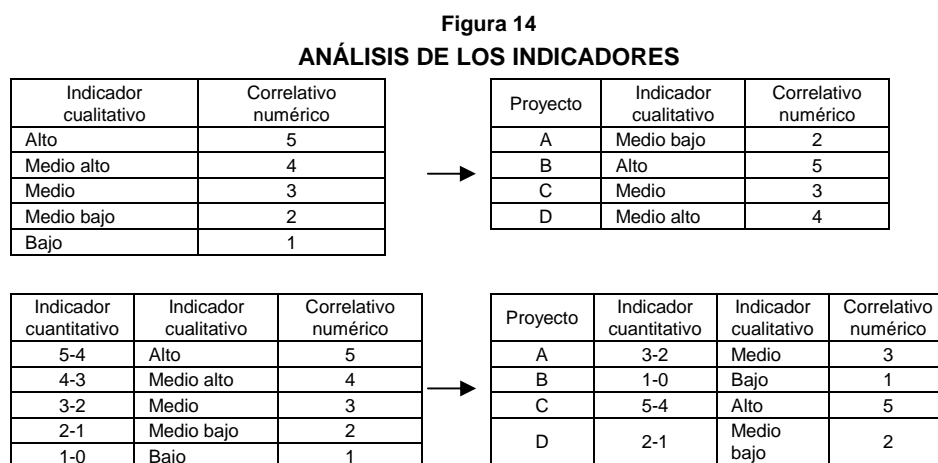 Figura 14
ANÁLISIS DE LOS INDICADORES
Indicador cualitativo Correlativo numérico
Alto 5
Medio alto 4
Medio 3
Medio bajo 2
Bajo 1
Proyecto Indicador cualitativo Correlativo numérico
A Medio bajo 2
B Alto 5
C Medio 3
D Medio alto 4
Indicador cuantitativo Indicador cualitativo Correlativo numérico
5-4 Alto 5
4-3 Medio alto 4
3-2 Medio 3
2-1 Medio bajo 2
1-0 Bajo 1
Proyecto Indicador cuantitativo Indicador cualitativo Correlativo numérico
A 3-2 Medio 3
B 1-0 Bajo 1
C 5-4 Alto 5
D 2-1 Medio bajo 2